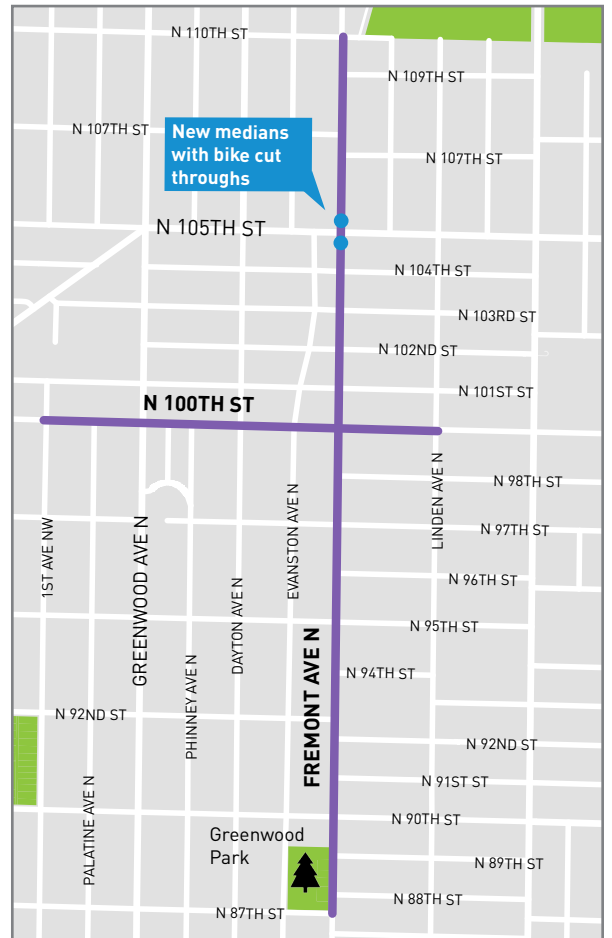 N 110TH ST
N 109TH ST
N 107TH ST
New medians
with bike cut
throughs
N 107TH ST
N 105TH ST
N 104TH ST
N 103RD ST
N 102ND ST
N 101ST ST
N 100TH ST
N 98TH ST
N 97TH ST
N 96TH ST
N 95TH ST
N 94TH ST
1ST AVE NW
GREENWOOD AVE N
PHINNEY AVE N
DAYTON AVE N
EVANSTON AVE N
FREMONT AVE N
LINDEN AVE N
N 92ND ST
N 92ND ST
N 91ST ST
PALATINE AVE N
N 90TH ST
Greenwood
Park
N 89TH ST
N 88TH ST
N 87TH ST